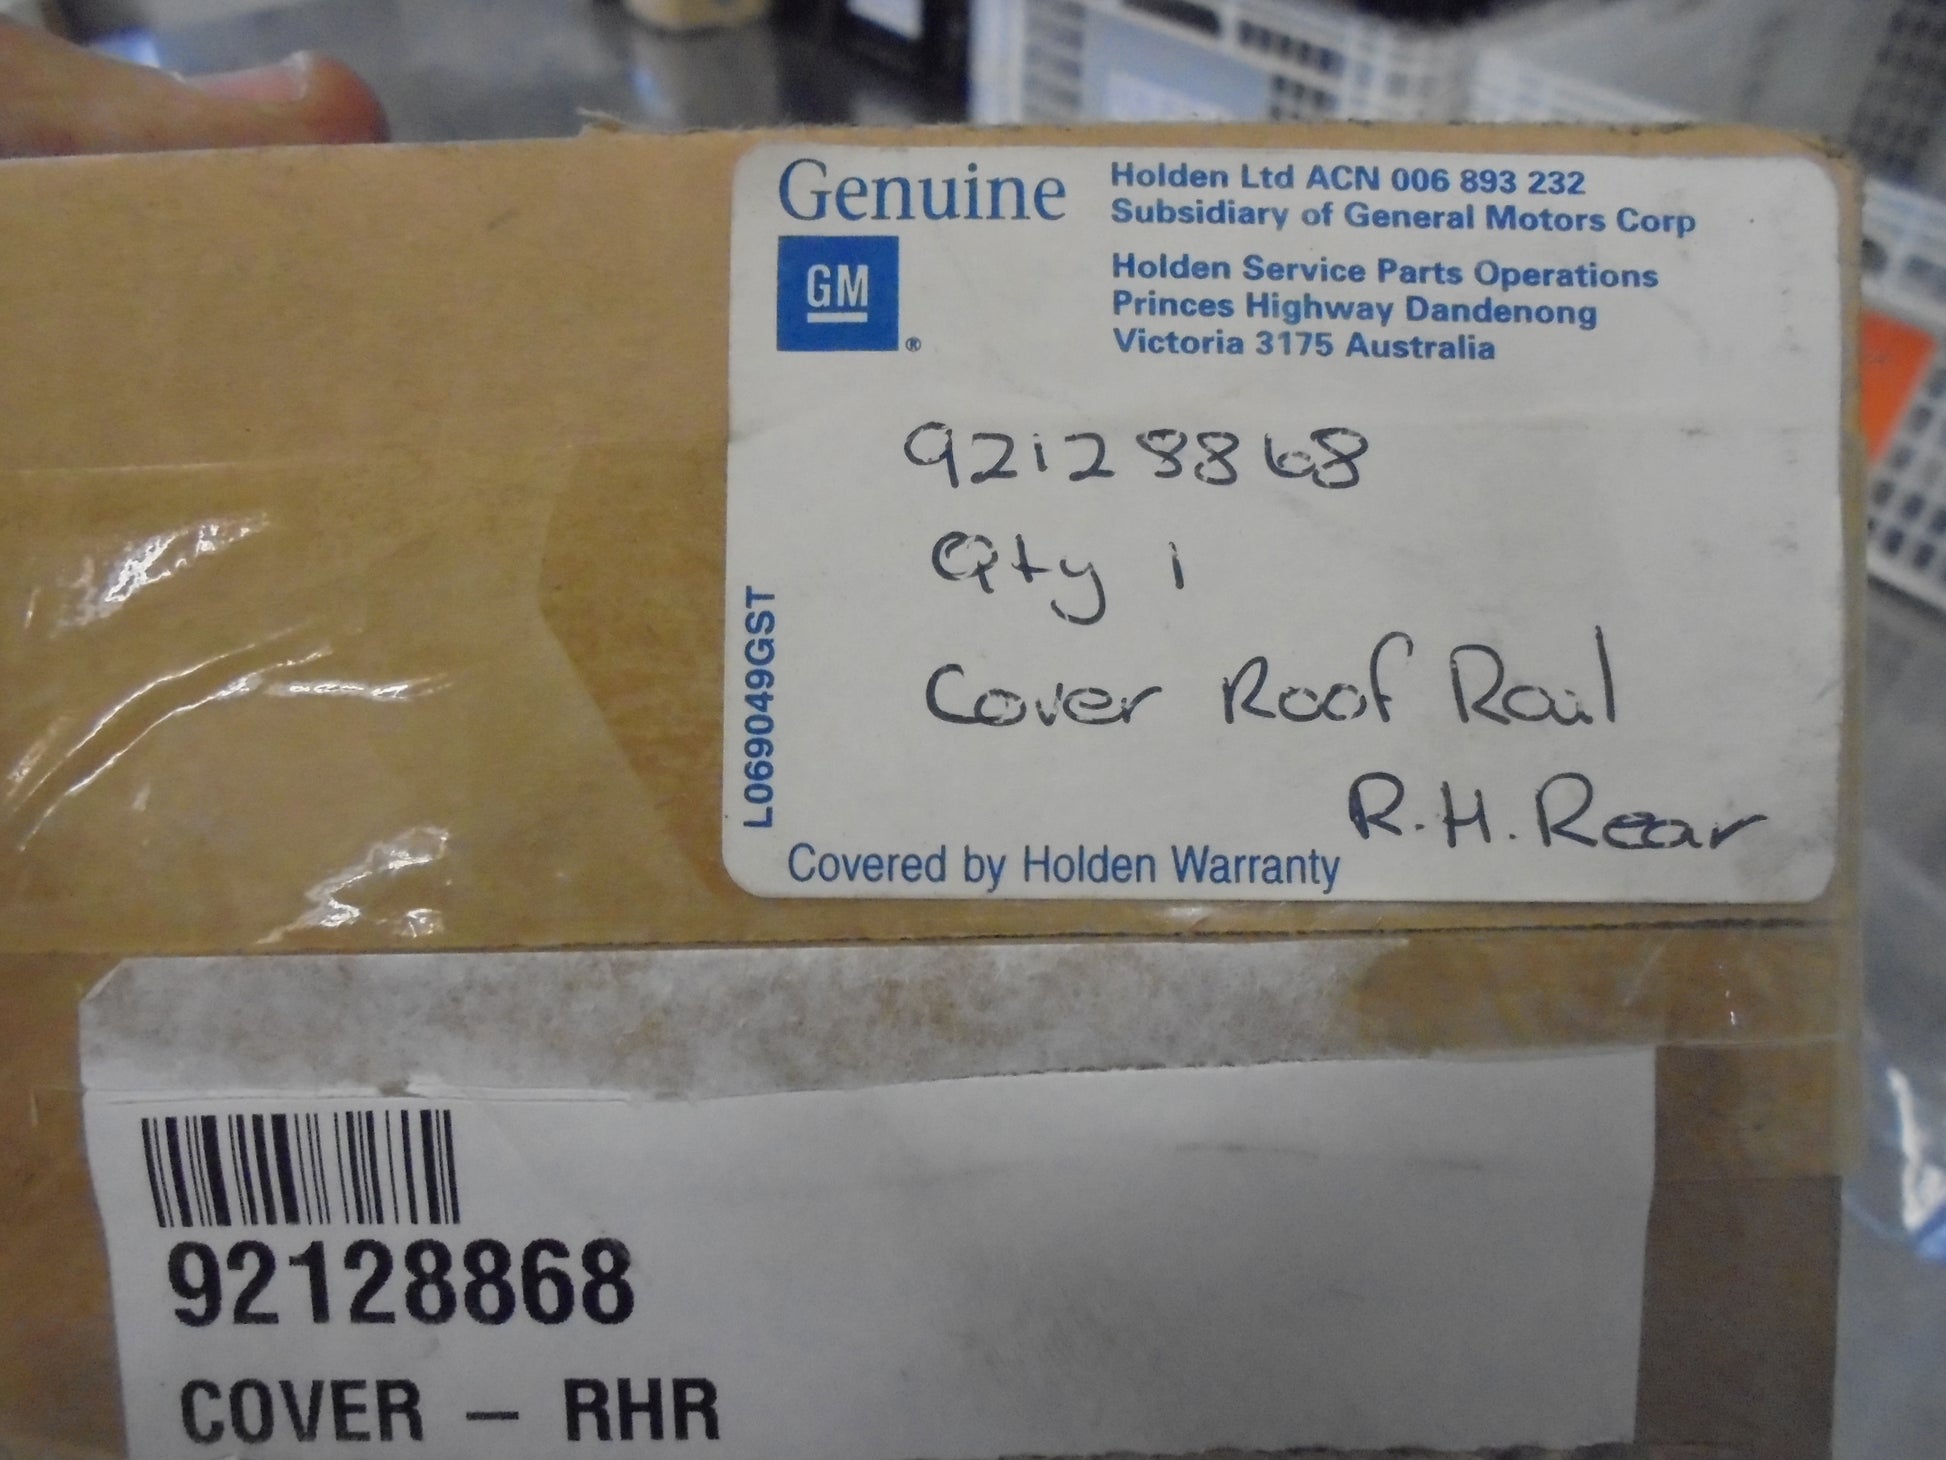 Genuine
GM
®
Holden Ltd ACN 006 893 232
Subsidiary of General Motors Corp
Holden Service Parts Operations
Princes Highway Dandenong
Victoria 3175 Australia
92128868
Qty 1
Cover Roof Rail
R.H. Rear
L069049GST
Covered by Holden Warranty
92128868
COVER – RHR